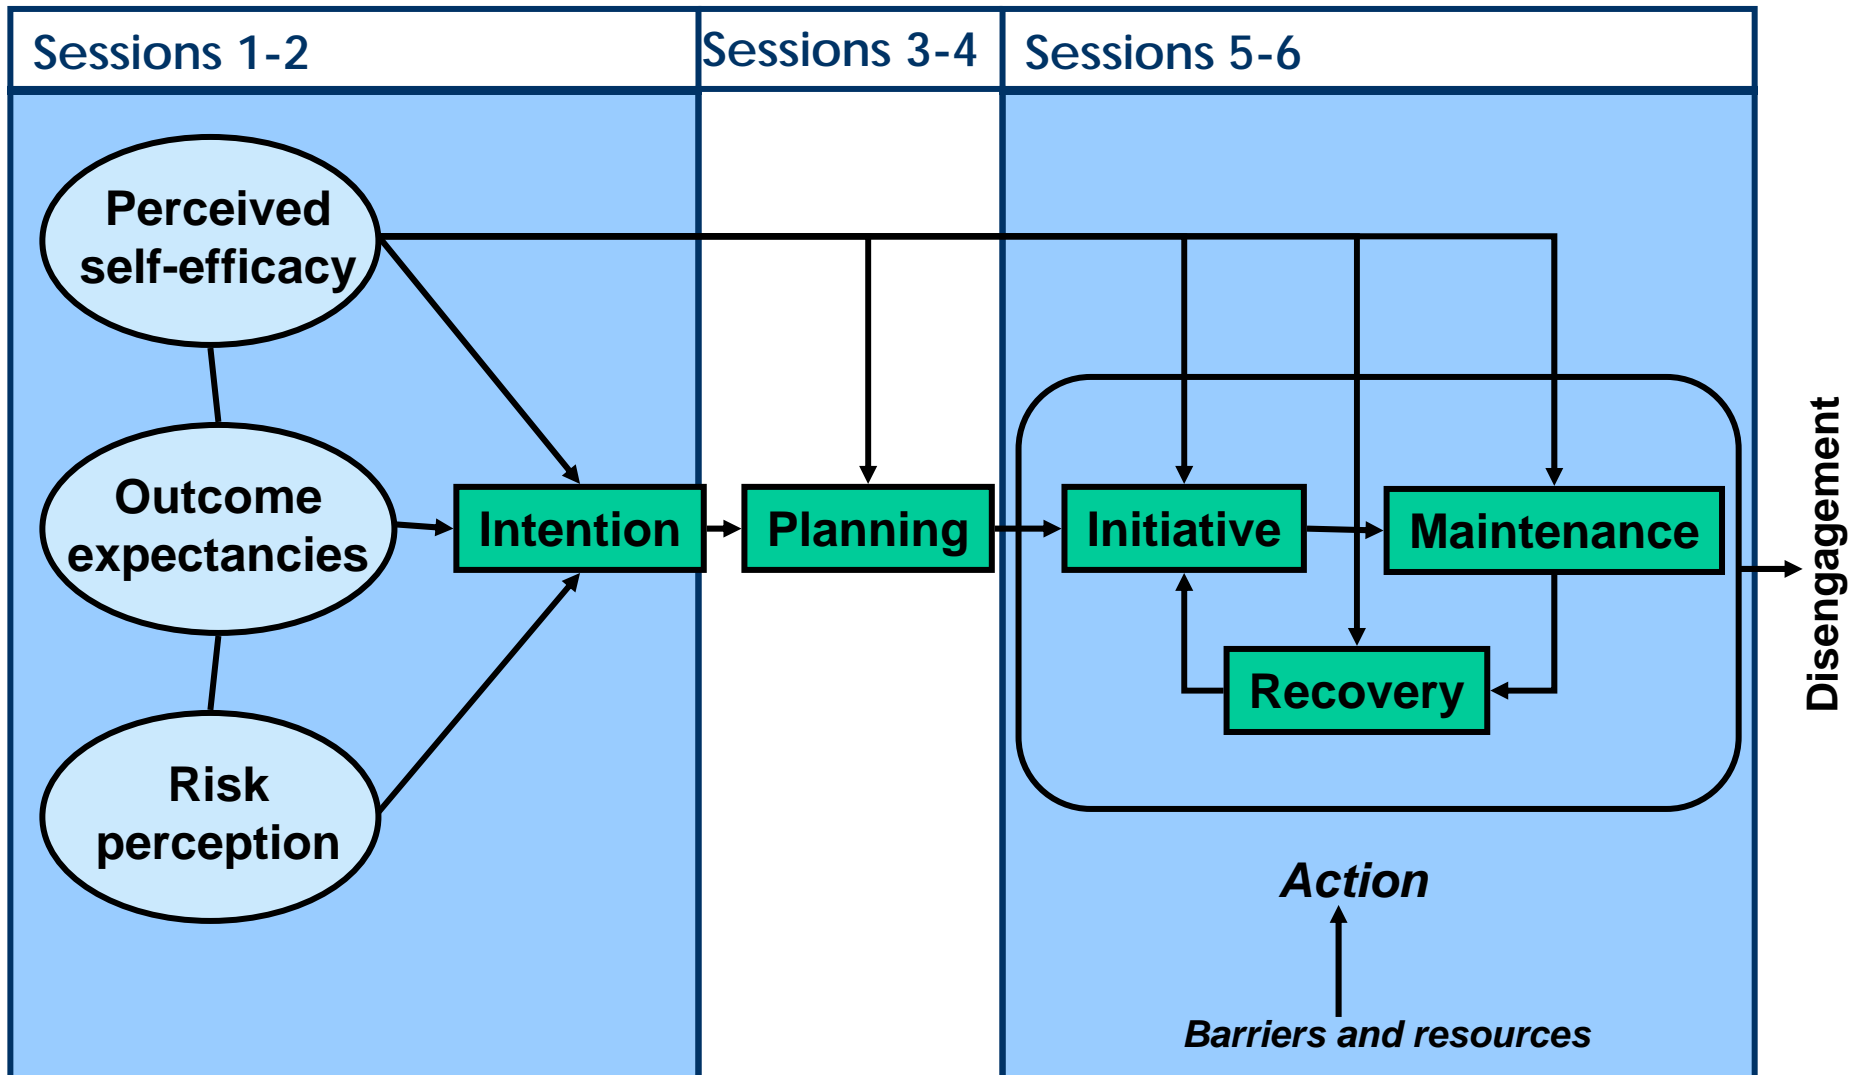 Sessions 1-2
Sessions 3-4
Sessions 5-6
Perceived
self-efficacy
Outcome
expectancies
Risk
perception
Intention
Planning
Initiative
Maintenance
Recovery
Action
Barriers and resources
Disengagement